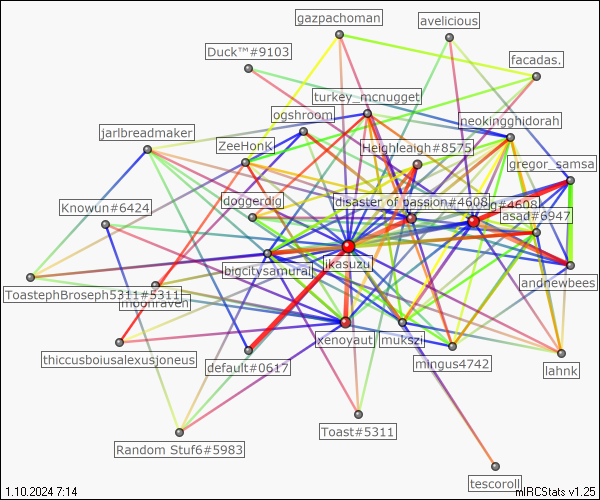 gazpachoman
avelicious
Duck™#9103
facadas.
turkey_mcnugget
ogshroom
neokingghidorah
jarlbreadmaker
ZeeHonk
Heighleigh#8575
gregor_samsa
doggerdig
disaster of passion#4608
g#4608
Knowun#6424
asad#6947
bigcitysamurai
ikasuzu
andnewbees
ToastephBroseph5311#5311
moonraven
xenoyaut
mukszi
thiccusboiusalexusjoneus
default#0617
mingus4742
lahnk
Toast#5311
Random Stuf6#5983
tescoroll
1.10.2024 7:14
mIRCStats v1.25